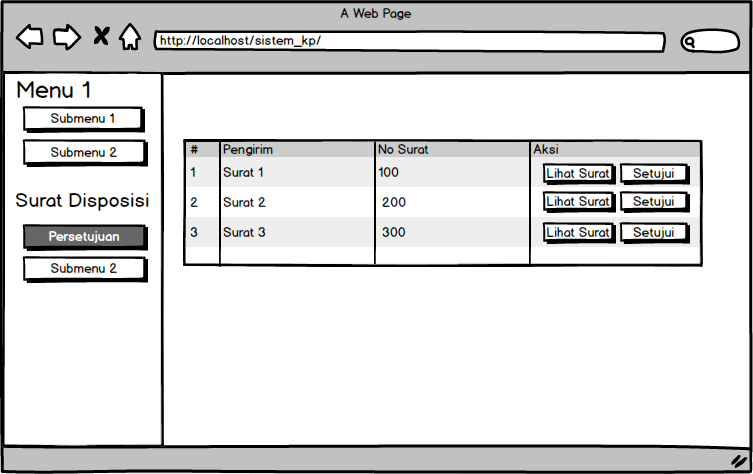 A Web Page
http://localhost/sistem_kp/
Menu 1
Submenu 1
Submenu 2
Surat Disposisi
Persetujuan
Submenu 2
# Pengirim No Surat Aksi
1 Surat 1 100 Lihat Surat Setujui
2 Surat 2 200 Lihat Surat Setujui
3 Surat 3 300 Lihat Surat Setujui